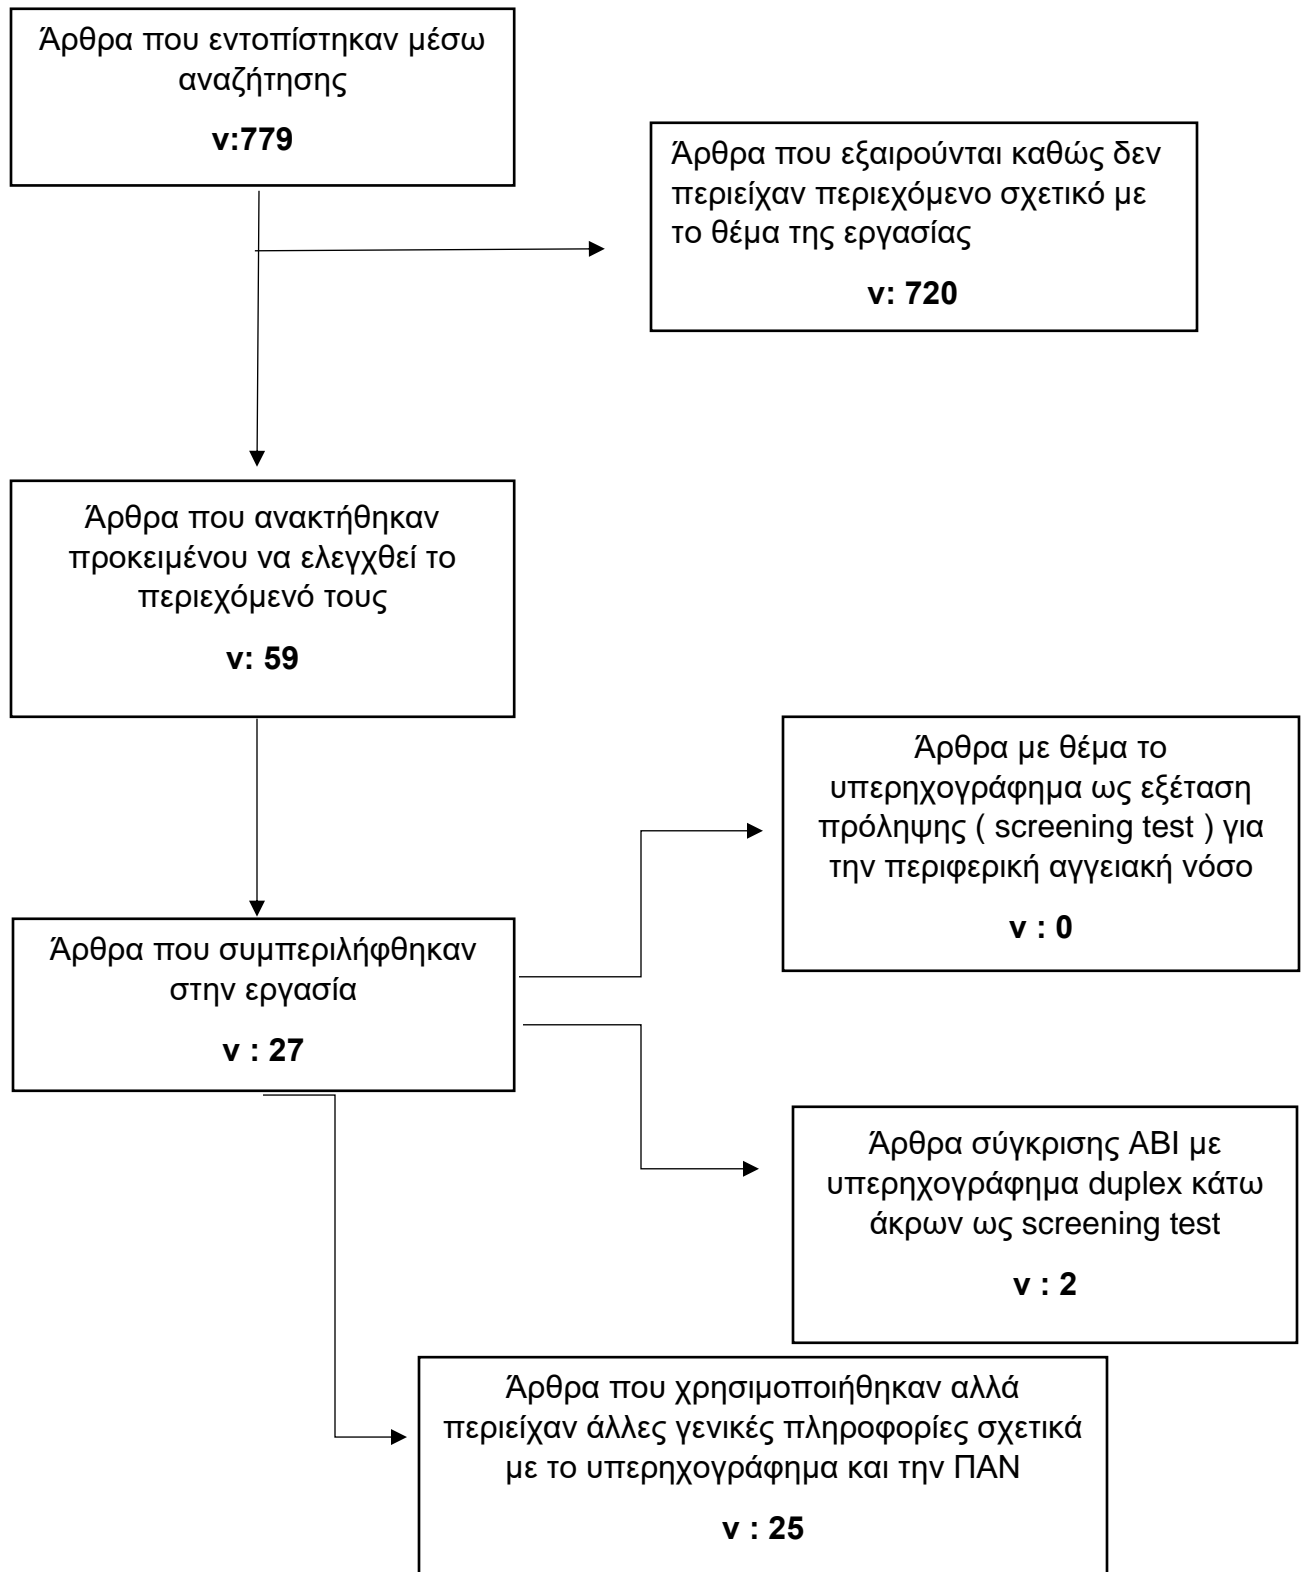 Άρθρα που εντοπίστηκαν μέσω
αναζήτησης
ν:779
Άρθρα που εξαιρούνται καθώς δεν
περιείχαν περιεχόμενο σχετικό με
το θέμα της εργασίας
ν: 720
Άρθρα που ανακτήθηκαν
προκειμένου να ελεγχθεί το
περιεχόμενό τους
ν: 59
Άρθρα με θέμα το
υπερηχογράφημα ως εξέταση
πρόληψης ( screening test ) για
την περιφερική αγγειακή νόσο
ν : 0
Άρθρα που συμπεριλήφθηκαν
στην εργασία
ν : 27
Άρθρα σύγκρισης ABI με
υπερηχογράφημα duplex κάτω
άκρων ως screening test
ν : 2
Άρθρα που χρησιμοποιήθηκαν αλλά
περιείχαν άλλες γενικές πληροφορίες σχετικά
με το υπερηχογράφημα και την ΠΑΝ
ν : 25